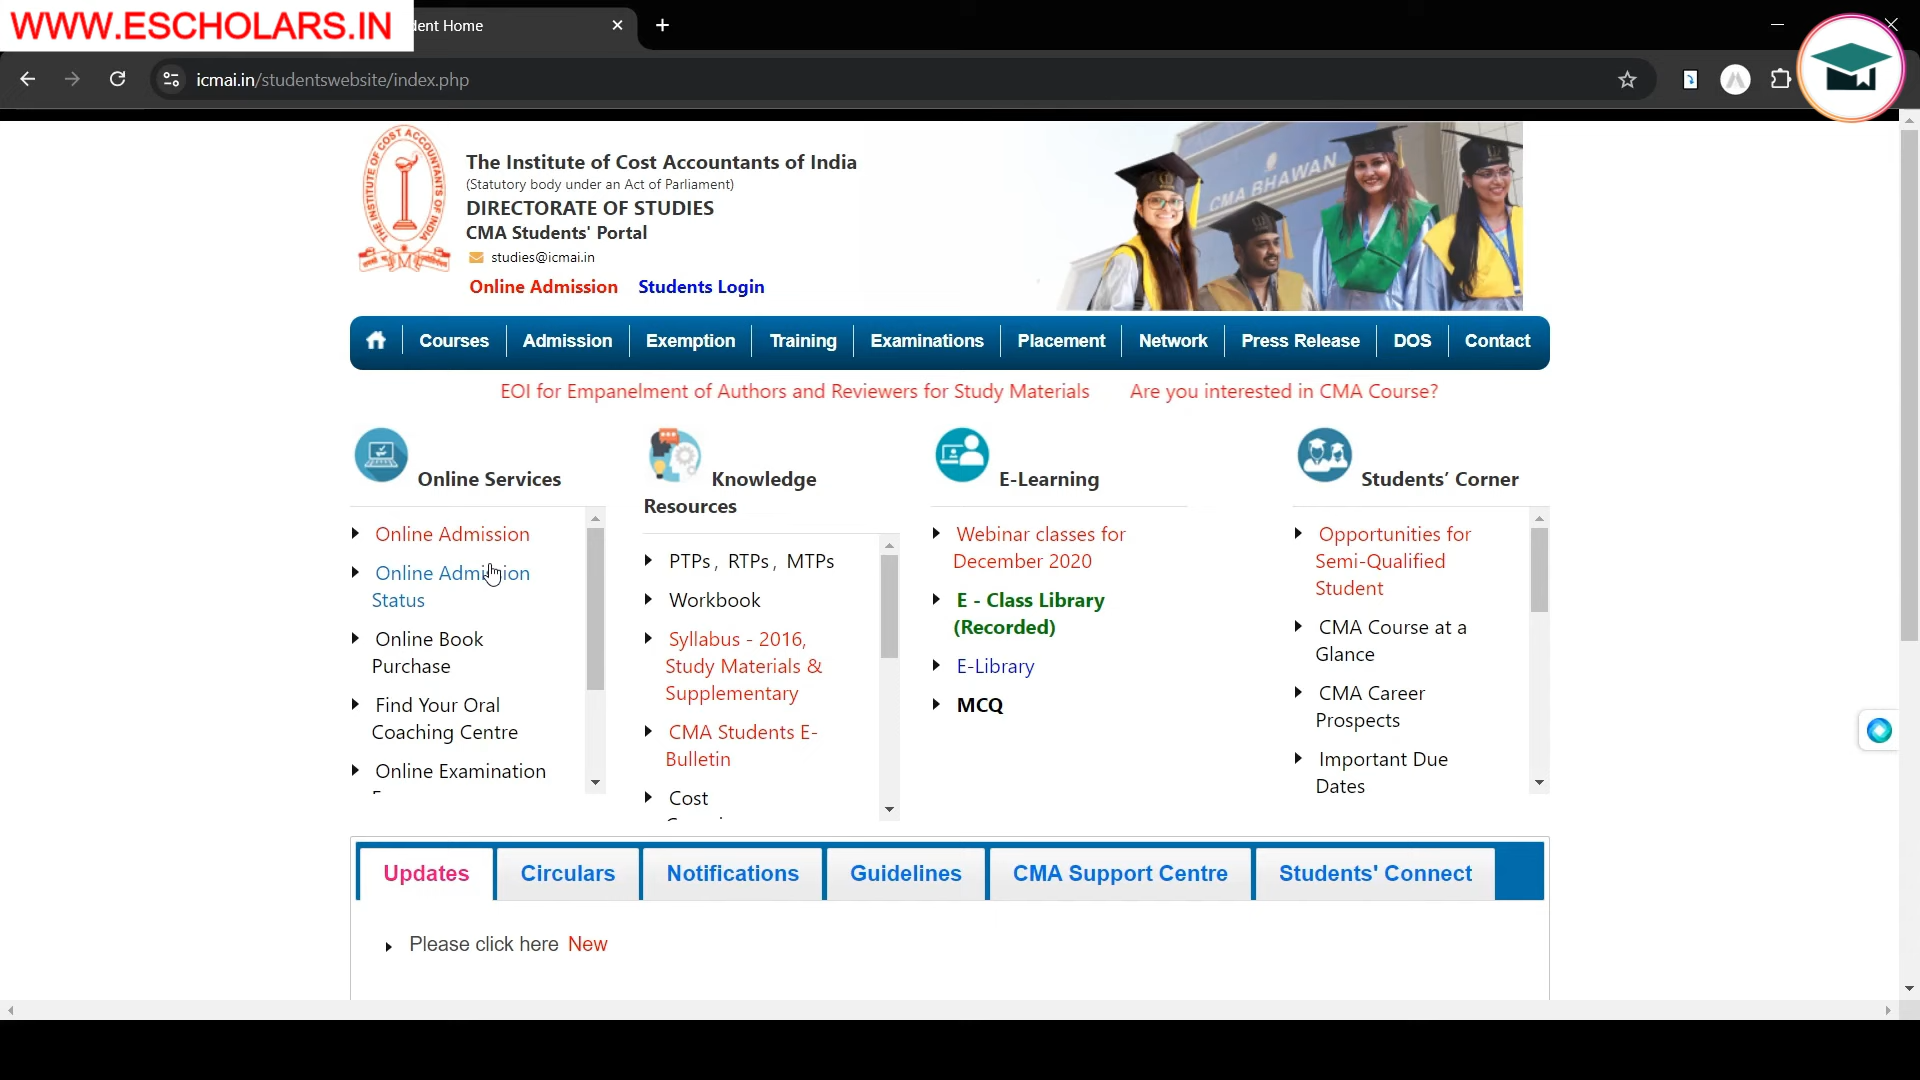 WWW.ESCHOLARS.IN
dent Home
icmai.in/studentswebsite/index.php
THE INSTITUTE OF COST ACCOUNTANTS OF INDIA
The Institute of Cost Accountants of India
(Statutory body under an Act of Parliament)
DIRECTORATE OF STUDIES
CMA Students' Portal
studies@icmai.in
Online Admission Students Login
CMA BHAWAN
Courses Admission Exemption Training Examinations Placement Network Press Release DOS Contact
EOI for Empanelment of Authors and Reviewers for Study Materials Are you interested in CMA Course?
Online Services
Online Admission
Online Admission
Status
Online Book
Purchase
Find Your Oral
Coaching Centre
Online Examination
Knowledge
Resources
PTPs, RTPs, MTPs
Workbook
Syllabus - 2016,
Study Materials &
Supplementary
CMA Students E-
Bulletin
Cost
E-Learning
Webinar classes for
December 2020
E - Class Library
(Recorded)
E-Library
MCQ
Students' Corner
Opportunities for
Semi-Qualified
Student
CMA Course at a
Glance
CMA Career
Prospects
Important Due
Dates
Updates Circulars Notifications Guidelines CMA Support Centre Students' Connect
Please click here New